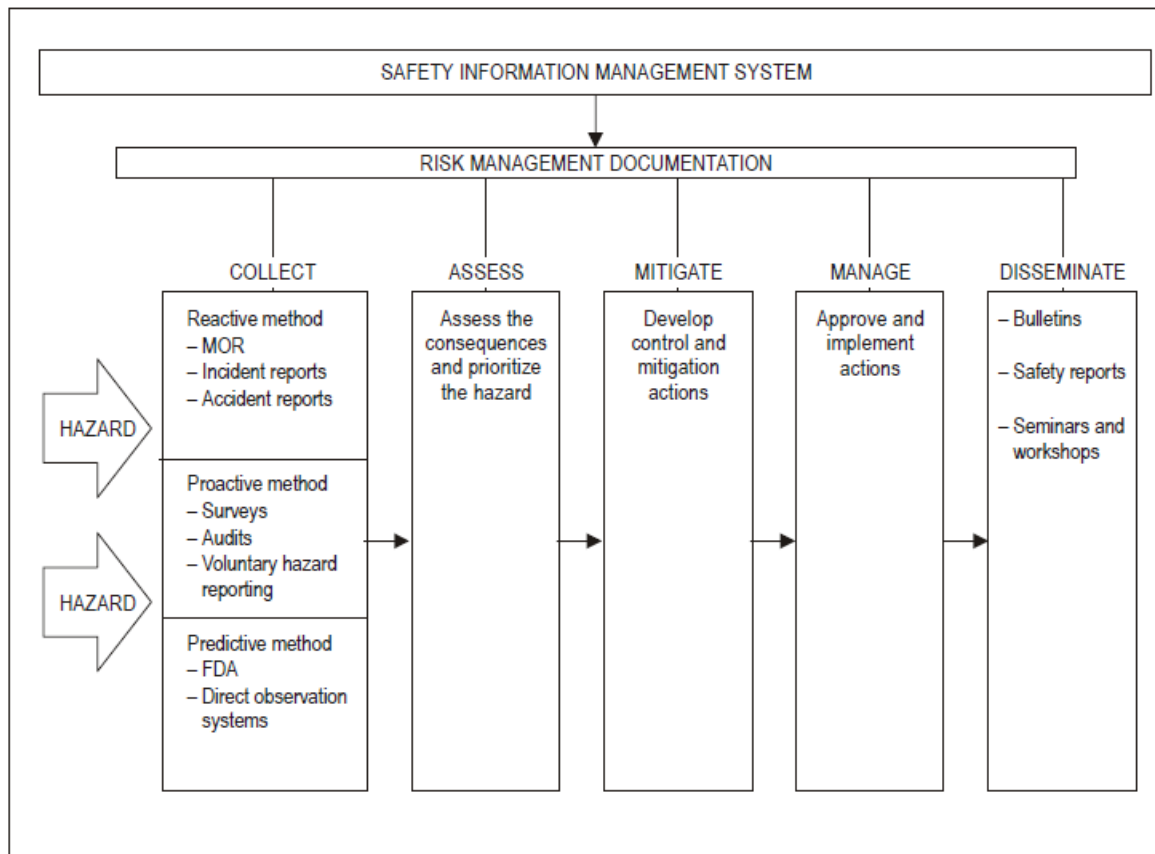 SAFETY INFORMATION MANAGEMENT SYSTEM
RISK MANAGEMENT DOCUMENTATION
COLLECT
Reactive method
– MOR
– Incident reports
– Accident reports
Proactive method
– Surveys
– Audits
– Voluntary hazard
reporting
Predictive method
– FDA
– Direct observation
systems
HAZARD
HAZARD
ASSESS
Assess the
consequences
and prioritize
the hazard
MITIGATE
Develop
control and
mitigation
actions
MANAGE
Approve and
implement
actions
DISSEMINATE
– Bulletins
– Safety reports
– Seminars and
workshops